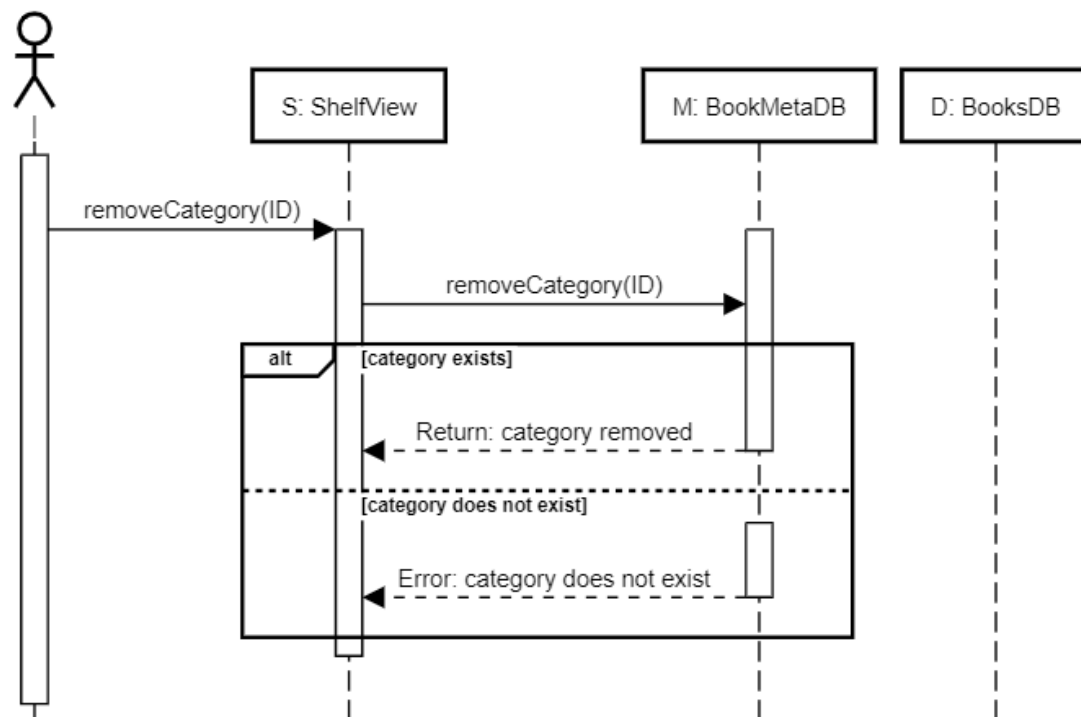 S: ShelfView
M: BookMetaDB
D: BooksDB
removeCategory(ID)
removeCategory(ID)
alt
[category exists]
Return: category removed
[category does not exist]
Error: category does not exist